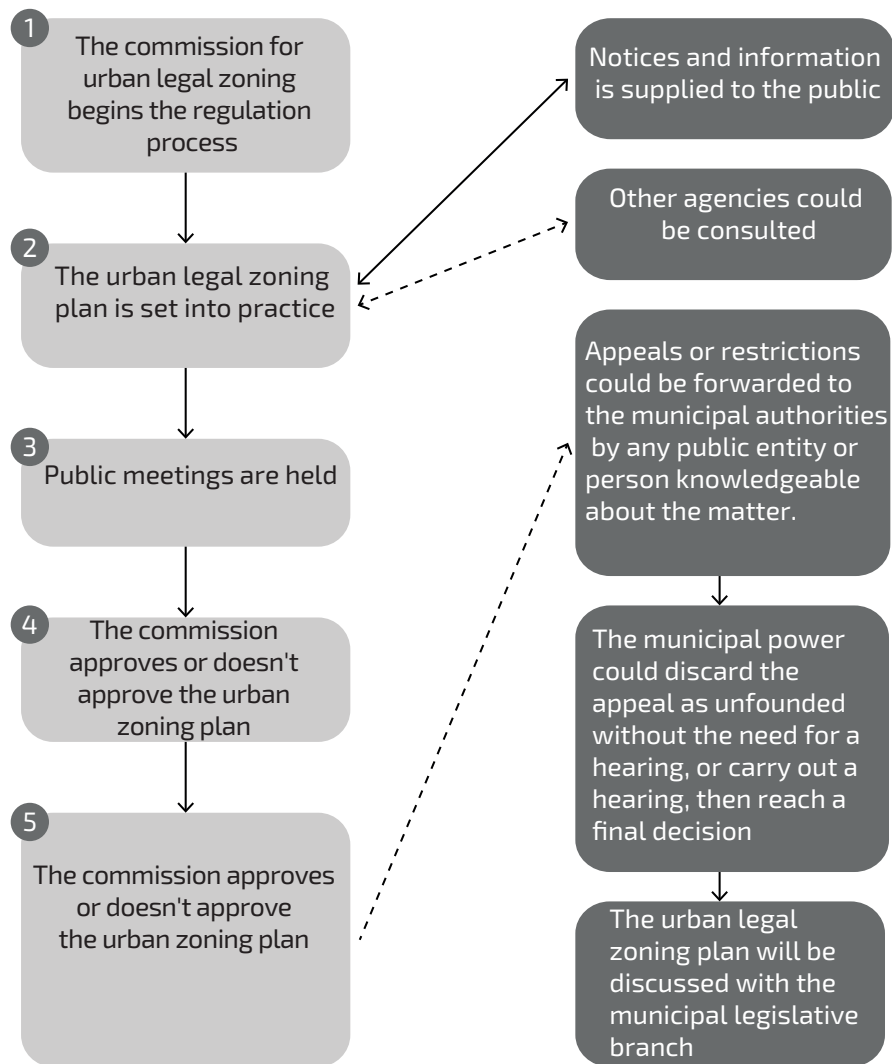 1
The commission for
urban legal zoning
begins the regulation
process
2
The urban legal zoning
plan is set into practice
3
Public meetings are held
4
The commission
approves or doesn't
approve the urban
zoning plan
5
The commission approves
or doesn't approve
the urban zoning plan
Notices and information
is supplied to the public
Other agencies could
be consulted
Appeals or restrictions
could be forwarded to
the municipal authorities
by any public entity or
person knowledgeable
about the matter.
The municipal power
could discard the
appeal as unfounded
without the need for a
hearing, or carry out a
hearing, then reach a
final decision
The urban legal
zoning plan will be
discussed with the
municipal legislative
branch